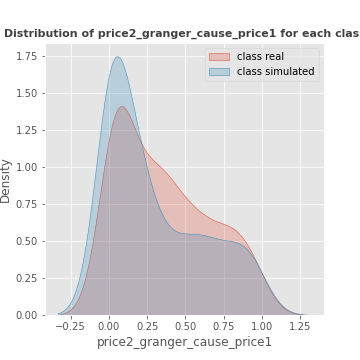 Distribution of price2_granger_cause_price1 for each clas
class real
class simulated
1.75
1.50
1.25
1.00
0.75
0.50
0.25
0.00
Density
-0.25 0.00 0.25 0.50 0.75 1.00 1.25
price2_granger_cause_price1